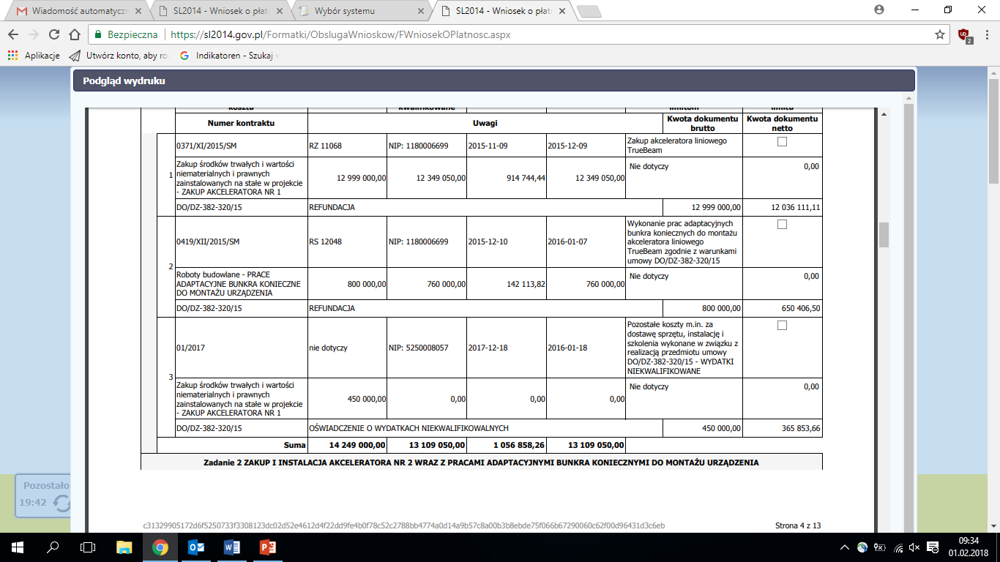 Wiadomość automatyczn
SL2014 - Wniosek o płatn
Wybór systemu
SL2014 - Wniosek o płatn
Bezpieczna
https://sl2014.gov.pl/Formatki/ObslugaWnioskow/FWniosekOPlatnosc.aspx
2
Aplikacje
Utwórz konto, aby ro
Indikatoren - Szukaj w
Podgląd wydruku
kosztu kwalifikowane limitom limitu
Numer kontraktu Uwagi Kwota dokumentu brutto Kwota dokumentu netto
1
0371/XI/2015/SM RZ 11068 NIP: 1180006699 2015-11-09 2015-12-09
Zakup akceleratora liniowego
TrueBeam
Zakup środków trwałych i wartości
niematerialnych i prawnych
zainstalowanych na stałe w projekcie
- ZAKUP AKCELERATORA NR 1
12 999 000,00 12 349 050,00 914 744,44 12 349 050,00 Nie dotyczy 0,00
DO/DZ-382-320/15 REFUNDACJA 12 999 000,00 12 036 111,11
2
0419/XII/2015/SM RS 12048 NIP: 1180006699 2015-12-10 2016-01-07
Wykonanie prac adaptacyjnych
bunkra koniecznych do montażu
akceleratora liniowego
TrueBeam zgodnie z warunkami
umowy DO/DZ-382-320/15
Roboty budowlane - PRACE
ADAPTACYJNE BUNKRA KONIECZNE
DO MONTAŻU URZĄDZENIA
800 000,00 760 000,00 142 113,82 760 000,00 Nie dotyczy 0,00
DO/DZ-382-320/15 REFUNDACJA 800 000,00 650 406,50
3
01/2017 nie dotyczy NIP: 5250008057 2017-12-18 2016-01-18
Pozostałe koszty m.in. za
dostawę sprzętu, instalację i
szkolenia wykonane w związku z
realizacją przedmiotu umowy
DO/DZ-382-320/15 - WYDATKI
NIEKWALIFIKOWANE
Zakup środków trwałych i wartości
niematerialnych i prawnych
zainstalowanych na stałe w projekcie
- ZAKUP AKCELERATORA NR 1
450 000,00 0,00 0,00 0,00 Nie dotyczy 0,00
DO/DZ-382-320/15 OŚWIADCZENIE O WYDATKACH NIEKWALIFIKOWALNYCH 450 000,00 365 853,66
Suma 14 249 000,00 13 109 050,00 1 056 858,26 13 109 050,00
Zadanie 2 ZAKUP I INSTALACJA AKCELERATORA NR 2 WRAZ Z PRACAMI ADAPTACYJNYMI BUNKRA KONIECZNYMI DO MONTAŻU URZĄDZENIA
Pozostało
19:42
c31329905172d6f5250733f3308123dc02d52e4612d4f22dd9fe4b0f78c52c2788bb4774a0d14a9b57c8a00b3b8ebde75f066b67290060c62f00d96431d3c6eb
Strona 4 z 13
09:34
01.02.2018